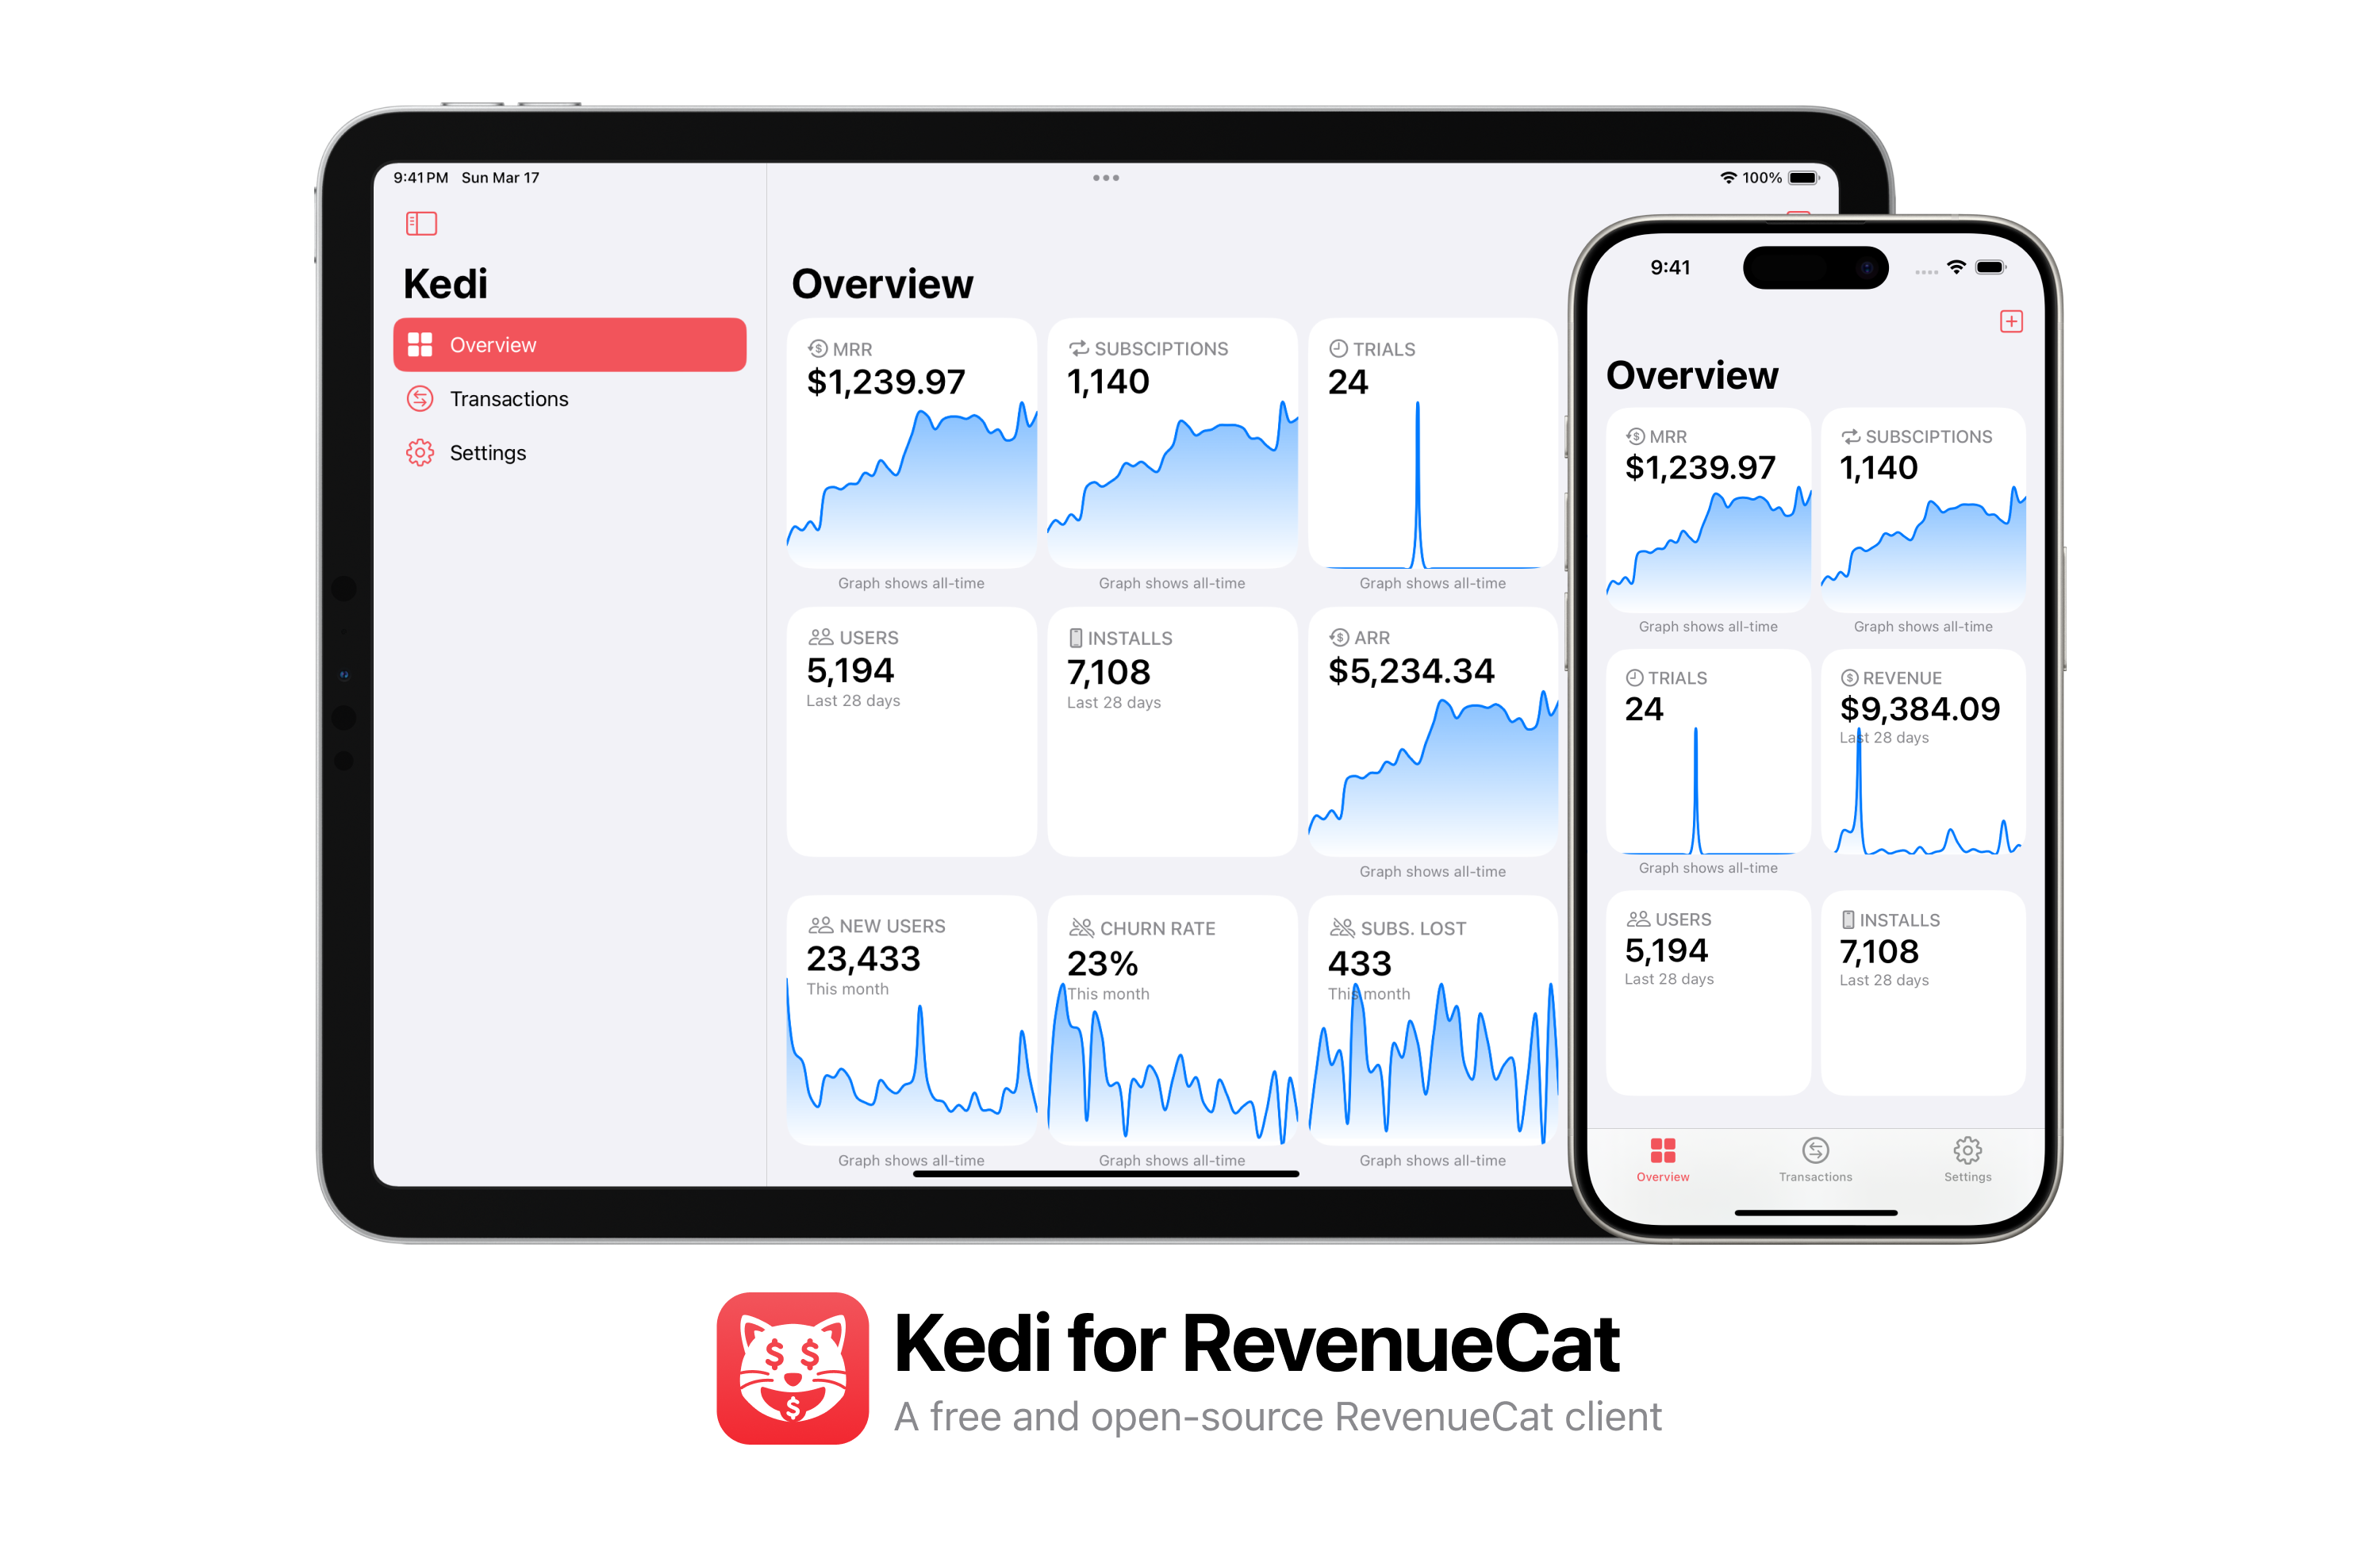 9:41 PM Sun Mar 17
100%
Kedi
Overview
Transactions
Settings
Overview
MRR
$1,239.97
Graph shows all-time
SUBSCIPTIONS
1,140
Graph shows all-time
TRIALS
24
Graph shows all-time
USERS
5,194
Last 28 days
INSTALLS
7,108
Last 28 days
ARR
$5,234.34
Graph shows all-time
NEW USERS
23,433
This month
Graph shows all-time
CHURN RATE
23%
This month
Graph shows all-time
SUBS. LOST
433
This month
Graph shows all-time
9:41
Overview
MRR
$1,239.97
Graph shows all-time
SUBSCIPTIONS
1,140
Graph shows all-time
TRIALS
24
Graph shows all-time
REVENUE
$9,384.09
Last 28 days
USERS
5,194
Last 28 days
INSTALLS
7,108
Last 28 days
Overview
Transactions
Settings
Kedi for RevenueCat
A free and open-source RevenueCat client